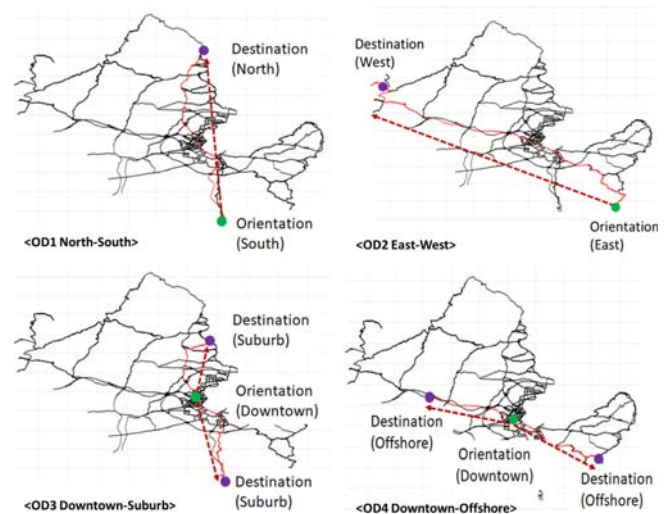 Destination
(North)
Orientation
(South)
<OD1 North-South>
Destination
(West)
Orientation
(East)
<OD2 East-West>
Destination
(Suburb)
Orientation
(Downtown)
Destination
(Suburb)
<OD3 Downtown-Suburb>
Destination
(Offshore)
Orientation
(Downtown)
Destination
(Offshore)
<OD4 Downtown-Offshore>